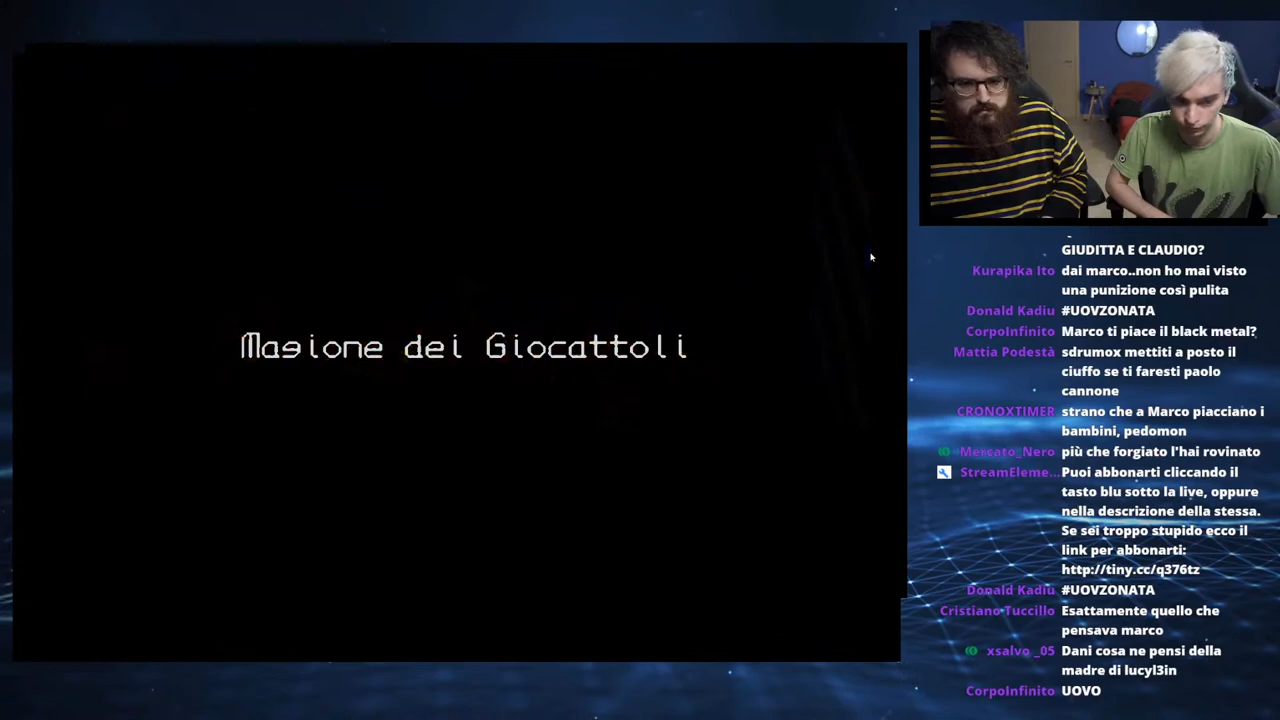 Magione dei Giocattoli
GIUDITTA E CLAUDIO?
Kurapika Ito dai marco..non ho mai visto
una punizione così pulita
Donald Kadiu #UOVZONATA
CorpoInfinito Marco ti piace il black metal?
Mattia Podestà sdrumox mettiti a posto il
ciuffo se ti faresti paolo
cannone
CRONOXTIMER strano che a Marco piacciano i
bambini, pedomon
Mercato_Nero più che forgiato l'hai rovinato
StreamEleme... Puoi abbonarti cliccando il
tasto blu sotto la live, oppure
nella descrizione della stessa.
Se sei troppo stupido ecco il
link per abbonarti:
http://tiny.cc/q376tz
Donald Kadiu #UOVZONATA
Cristiano Tuccillo Esattamente quello che
pensava marco
xsalvo _05 Dani cosa ne pensi della
madre di lucyl3in
CorpoInfinito UOVO